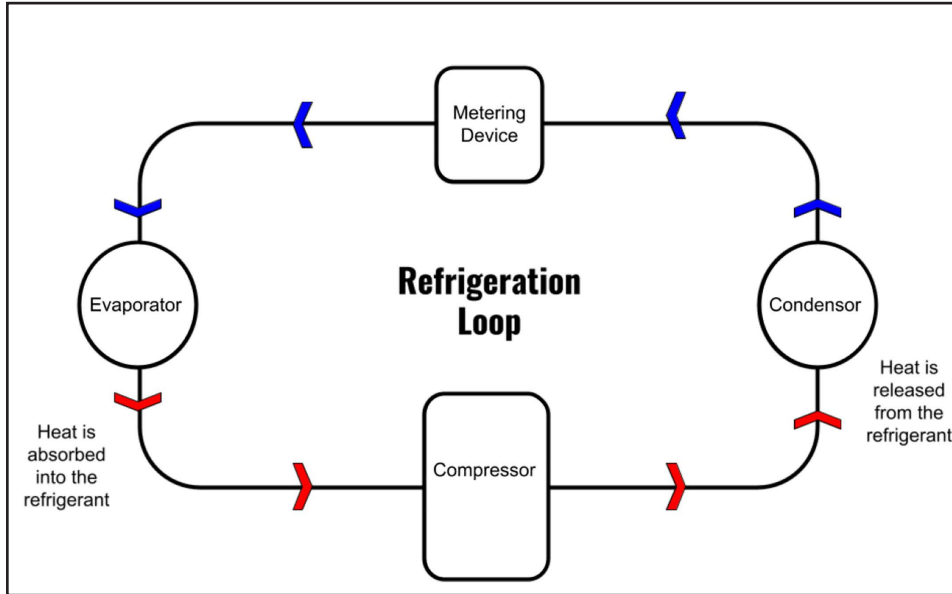 Metering
Device
Evaporator
Refrigeration
Loop
Condensor
Heat is
absorbed
into the
refrigerant
Compressor
Heat is
released
from the
refrigerant